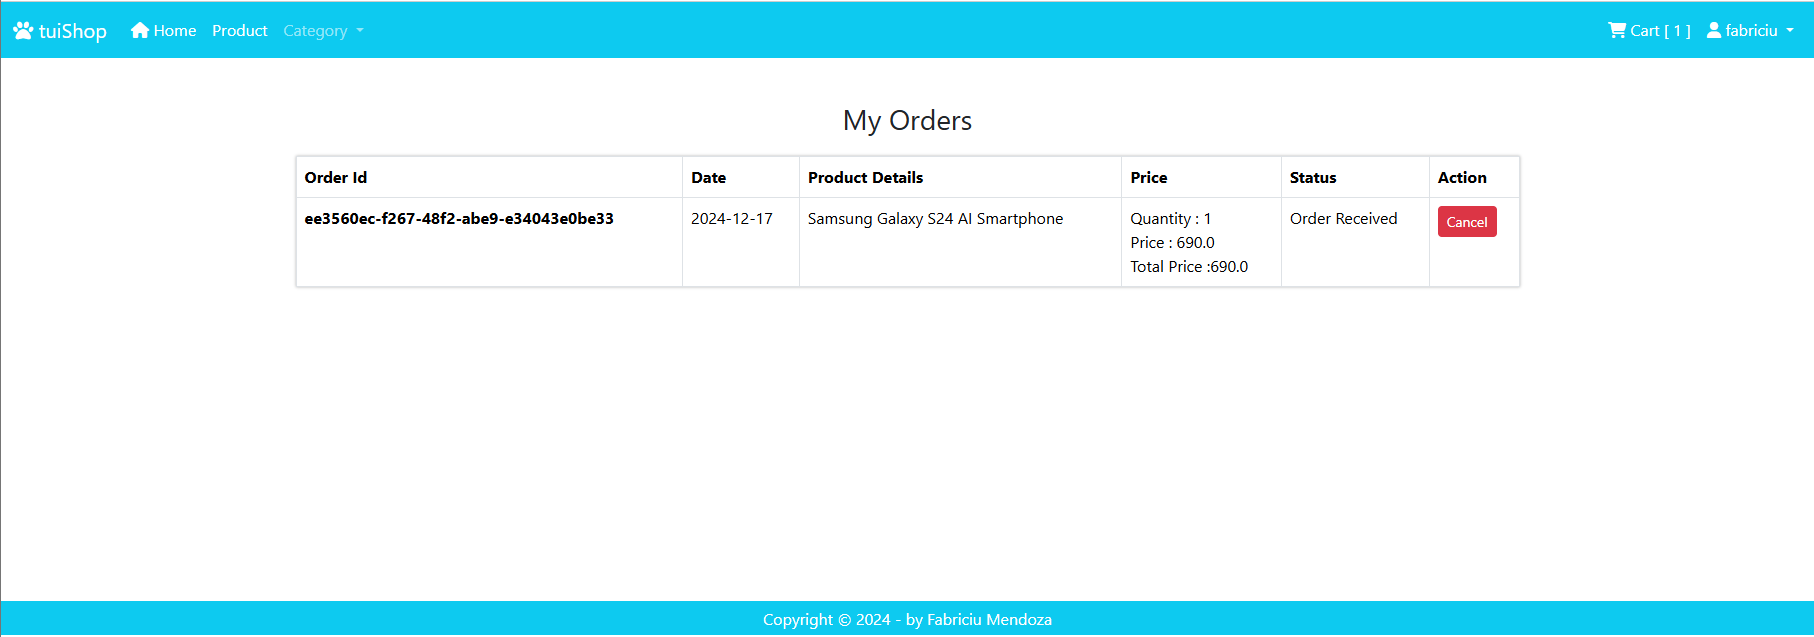 tuiShop Home Product Category Cart [ 1 ] fabriciu
My Orders
Order Id Date Product Details Price Status Action
ee3560ec-f267-48f2-abe9-e34043e0be33 2024-12-17 Samsung Galaxy S24 AI Smartphone Quantity : 1 Order Received Cancel
Price : 690.0
Total Price :690.0
Copyright © 2024 - by Fabriciu Mendoza